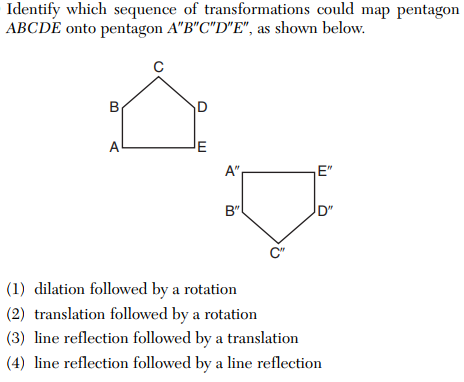 Identify which sequence of transformations could map pentagon
ABCDE onto pentagon A″B″C″D″E″, as shown below.
C
B D
A E
A″ E″
B″ D″
C″
(1) dilation followed by a rotation
(2) translation followed by a rotation
(3) line reflection followed by a translation
(4) line reflection followed by a line reflection